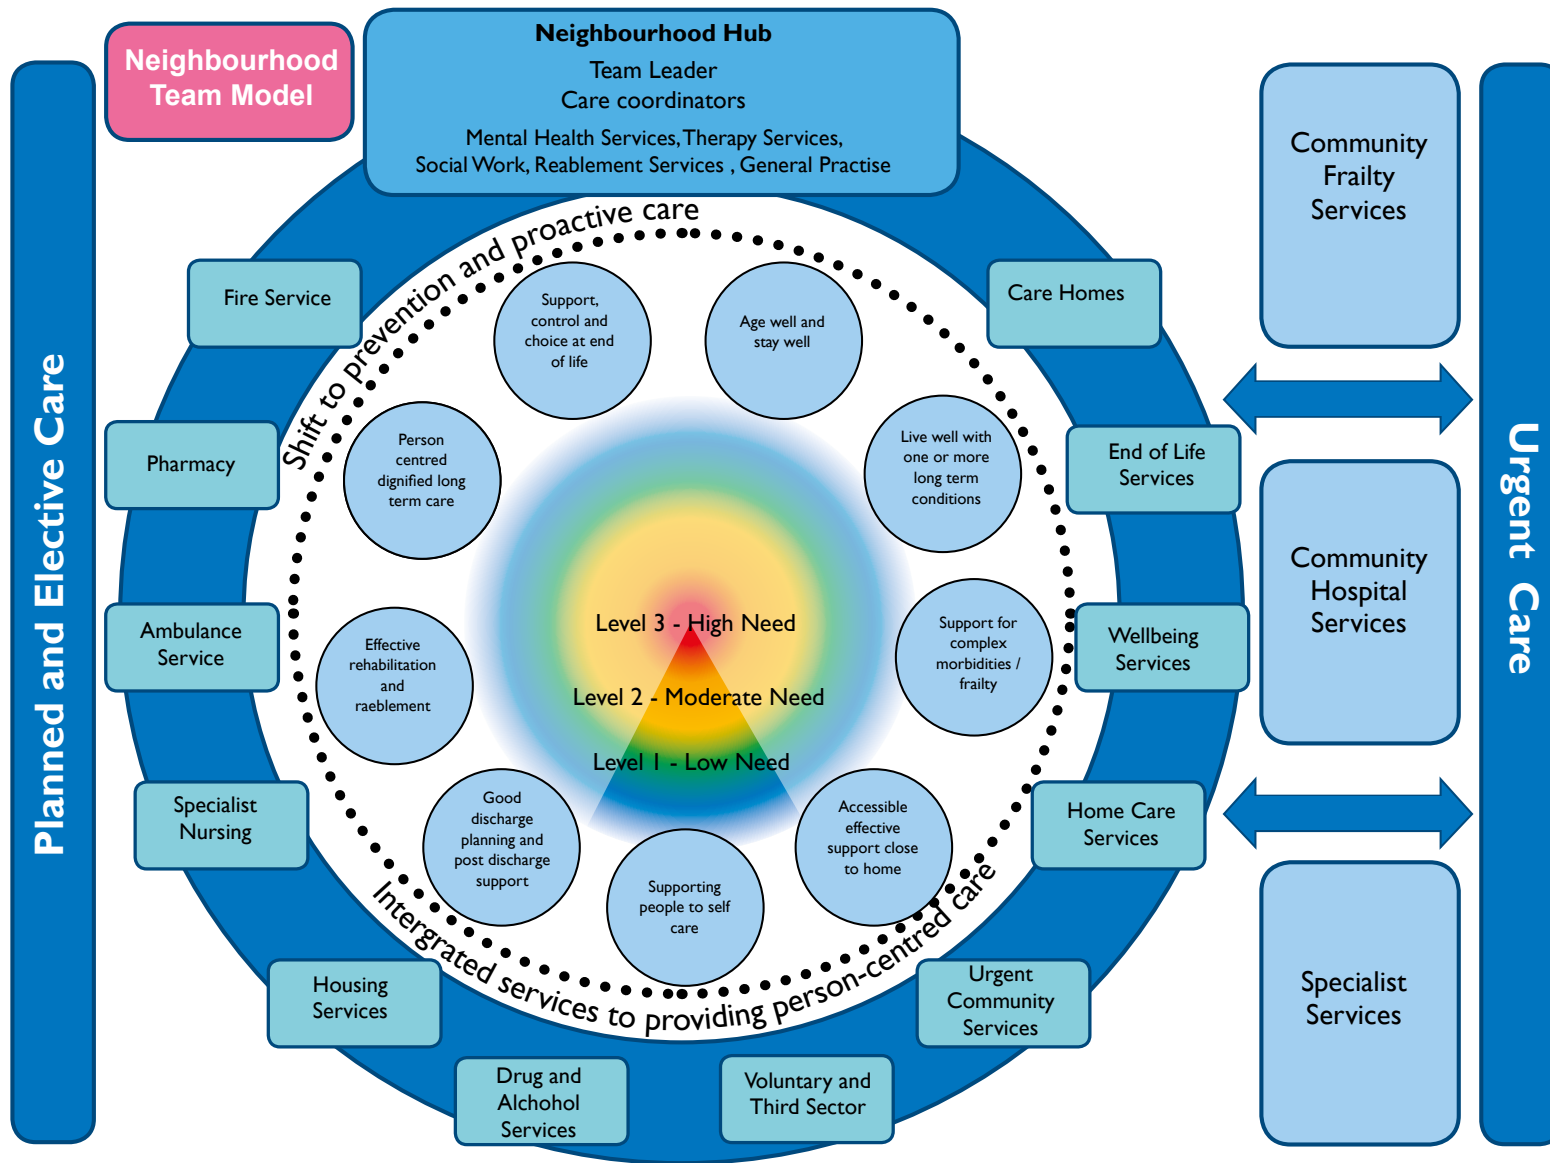 Neighbourhood
Team Model
Neighbourhood Hub
Team Leader
Care coordinators
Mental Health Services, Therapy Services,
Social Work, Reablement Services , General Practise
Planned and Elective Care
Shift to prevention and proactive care
Intergrated services to providing person-centred care
Fire Service
Pharmacy
Ambulance
Service
Specialist
Nursing
Housing
Services
Drug and
Alchohol
Services
Voluntary and
Third Sector
Urgent
Community
Services
Home Care
Services
Wellbeing
Services
End of Life
Services
Care Homes
Support,
control and
choice at end
of life
Age well and
stay well
Live well with
one or more
long term
conditions
Support for
complex
morbidities /
frailty
Accessible
effective
support close
to home
Supporting
people to self
care
Good
discharge
planning and
post discharge
support
Effective
rehabilitation
and
raeblement
Person
centred
dignified long
term care
Level 3 - High Need
Level 2 - Moderate Need
Level 1 - Low Need
Community
Frailty
Services
Community
Hospital
Services
Specialist
Services
Urgent Care